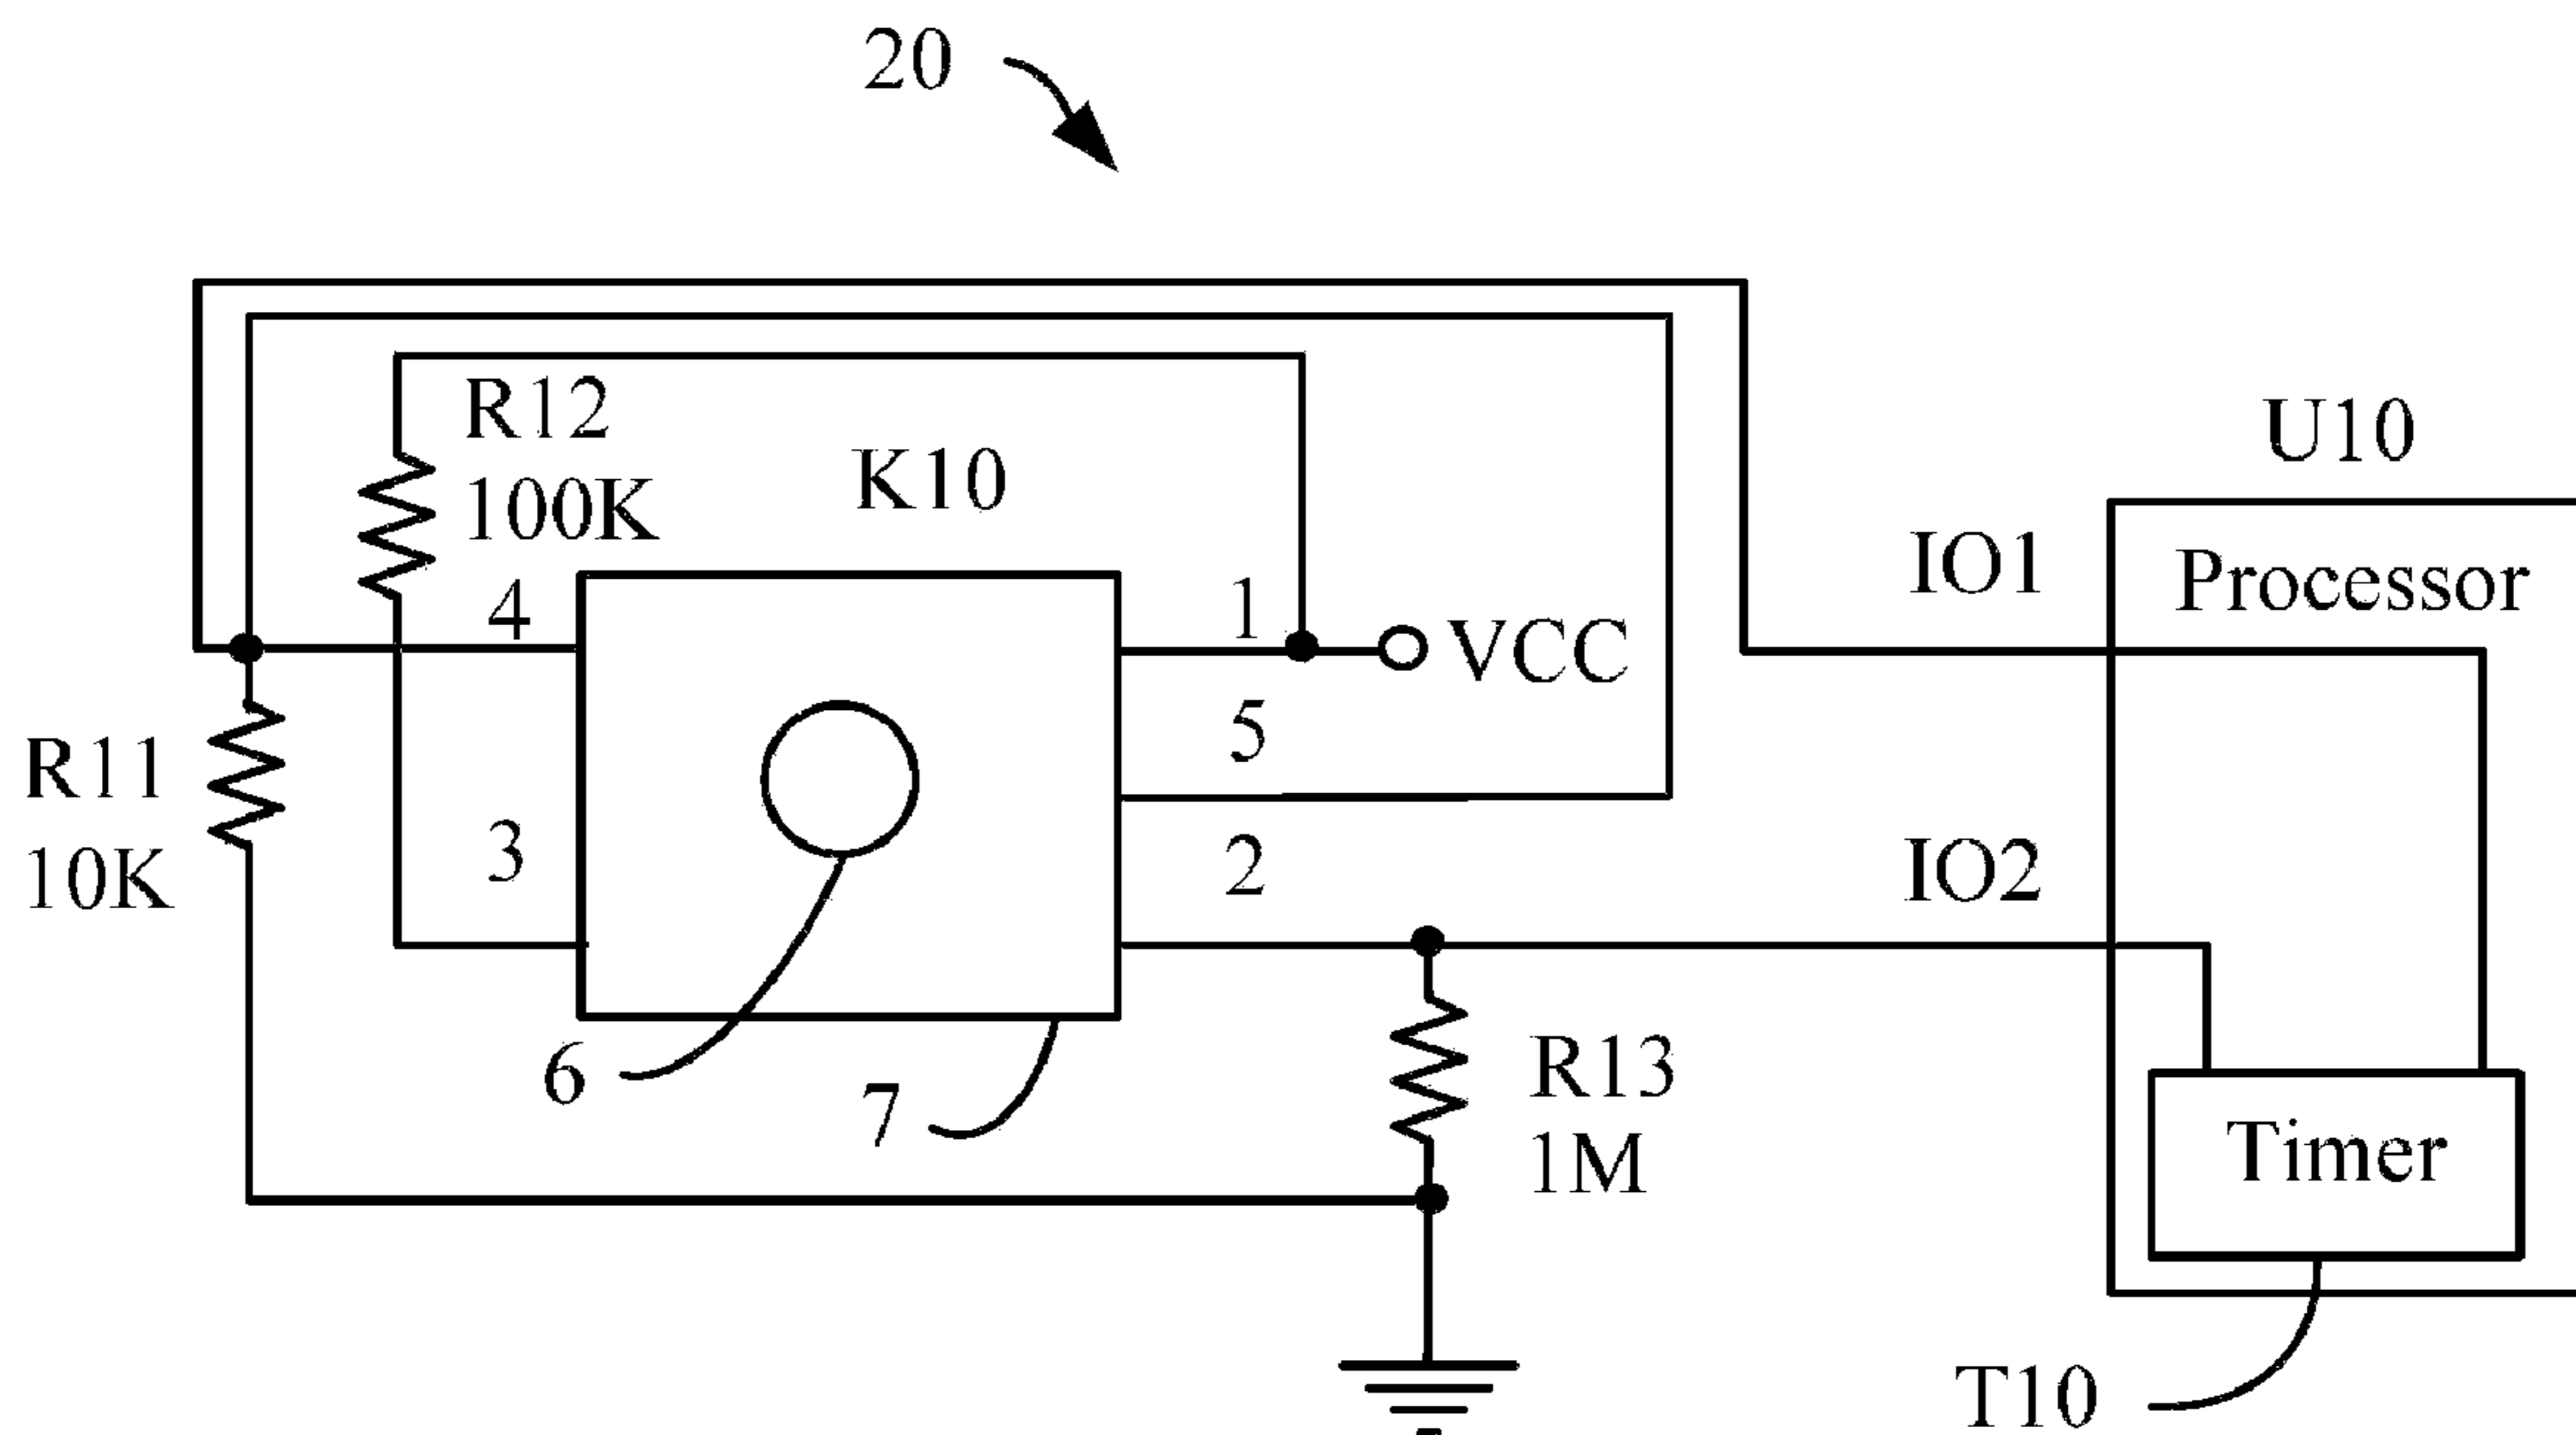 20
R12
100K
K10
U10
IO1
Processor
4
1
VCC
5
R11
10K
3
2
IO2
6
7
R13
1M
Timer
T10